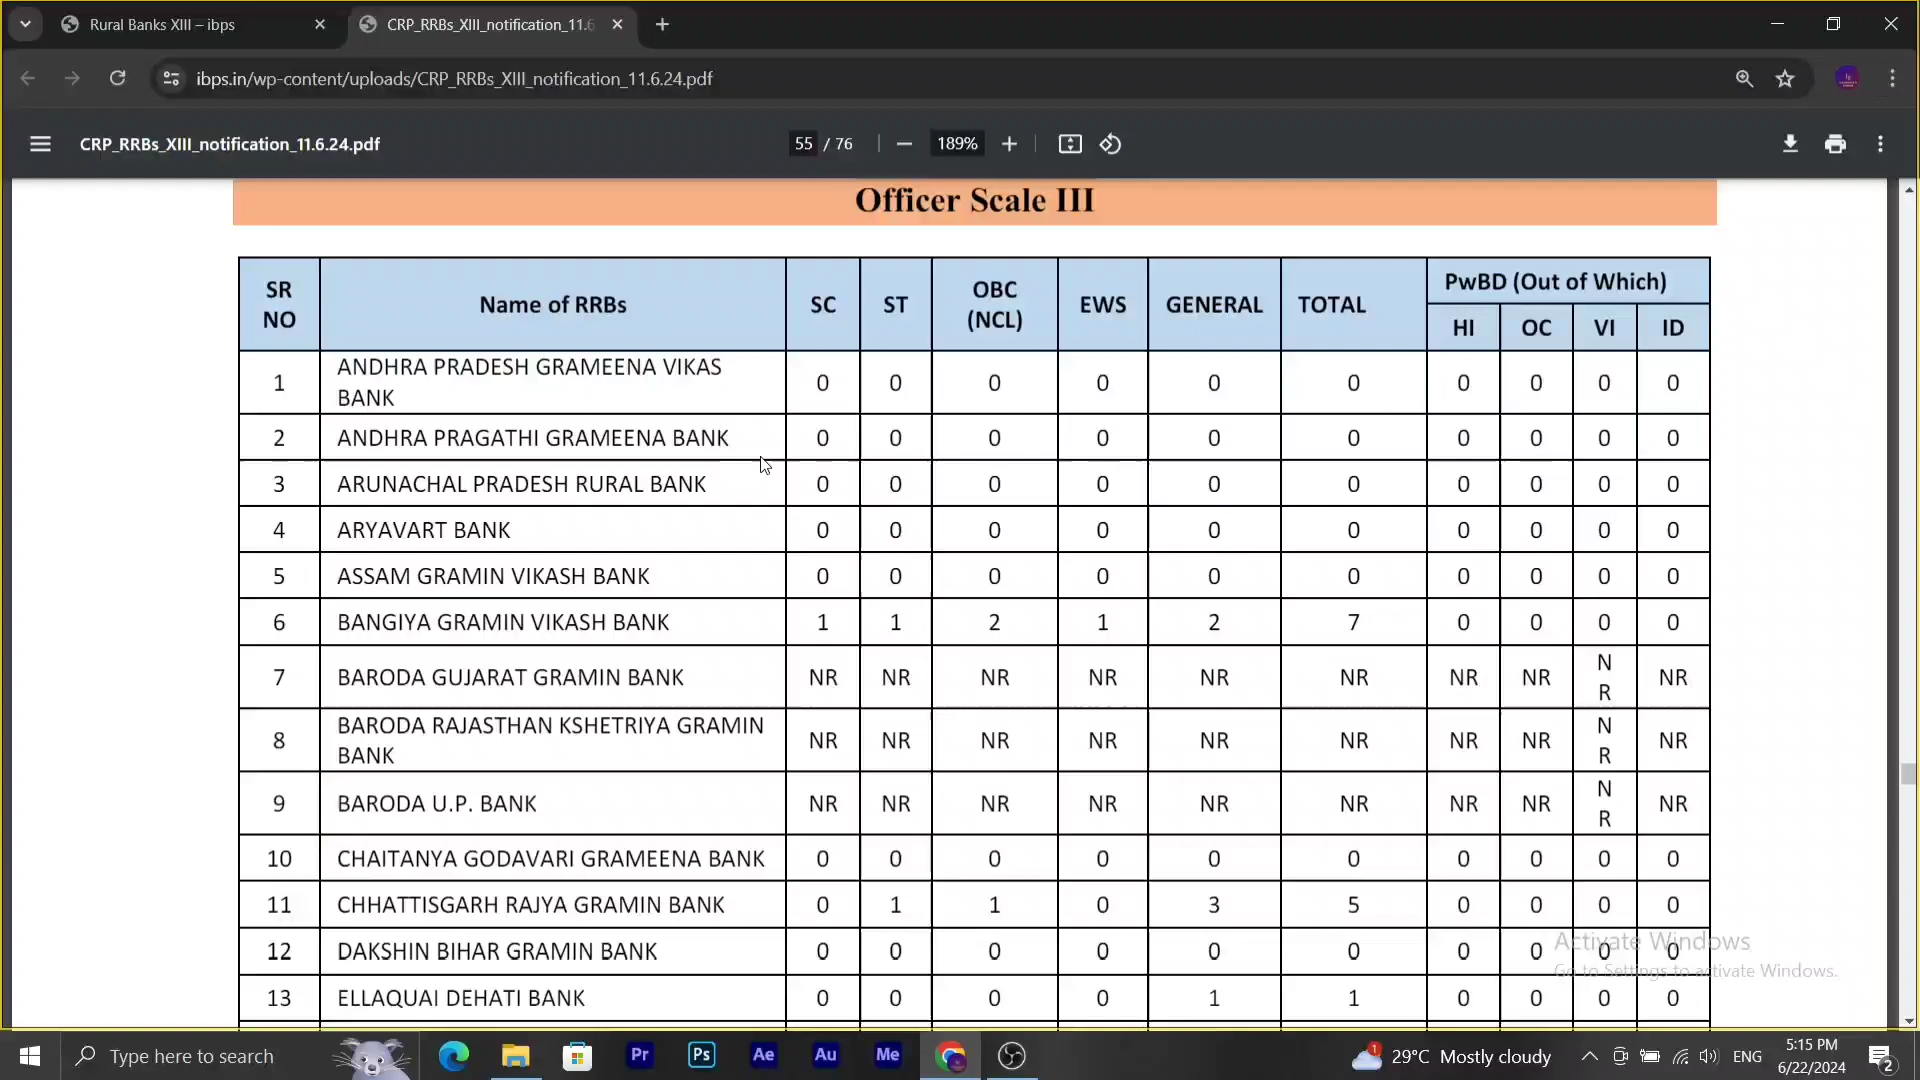 Rural Banks XIII – ibps
CRP_RRBs_XIII_notification_11.6
ibps.in/wp-content/uploads/CRP_RRBs_XIII_notification_11.6.24.pdf
CRP_RRBs_XIII_notification_11.6.24.pdf 55 / 76 189%
Officer Scale III
SR NO Name of RRBs SC ST OBC (NCL) EWS GENERAL TOTAL PwBD (Out of Which)
HI OC VI ID
1 ANDHRA PRADESH GRAMEENA VIKAS BANK 0 0 0 0 0 0 0 0 0 0
2 ANDHRA PRAGATHI GRAMEENA BANK 0 0 0 0 0 0 0 0 0 0
3 ARUNACHAL PRADESH RURAL BANK 0 0 0 0 0 0 0 0 0 0
4 ARYAVART BANK 0 0 0 0 0 0 0 0 0 0
5 ASSAM GRAMIN VIKASH BANK 0 0 0 0 0 0 0 0 0 0
6 BANGIYA GRAMIN VIKASH BANK 1 1 2 1 2 7 0 0 0 0
7 BARODA GUJARAT GRAMIN BANK NR NR NR NR NR NR NR NR NR NR
8 BARODA RAJASTHAN KSHETRIYA GRAMIN BANK NR NR NR NR NR NR NR NR NR NR
9 BARODA U.P. BANK NR NR NR NR NR NR NR NR NR NR
10 CHAITANYA GODAVARI GRAMEENA BANK 0 0 0 0 0 0 0 0 0 0
11 CHHATTISGARH RAJYA GRAMIN BANK 0 1 1 0 3 5 0 0 0 0
12 DAKSHIN BIHAR GRAMIN BANK 0 0 0 0 0 0 0 0 0 0
13 ELLAQUAI DEHATI BANK 0 0 0 0 1 1 0 0 0 0
Activate Windows
Go to Settings to activate Windows.
Type here to search
Pr Ps Ae Au Me
1
29°C Mostly cloudy
ENG
5:15 PM
6/22/2024
2